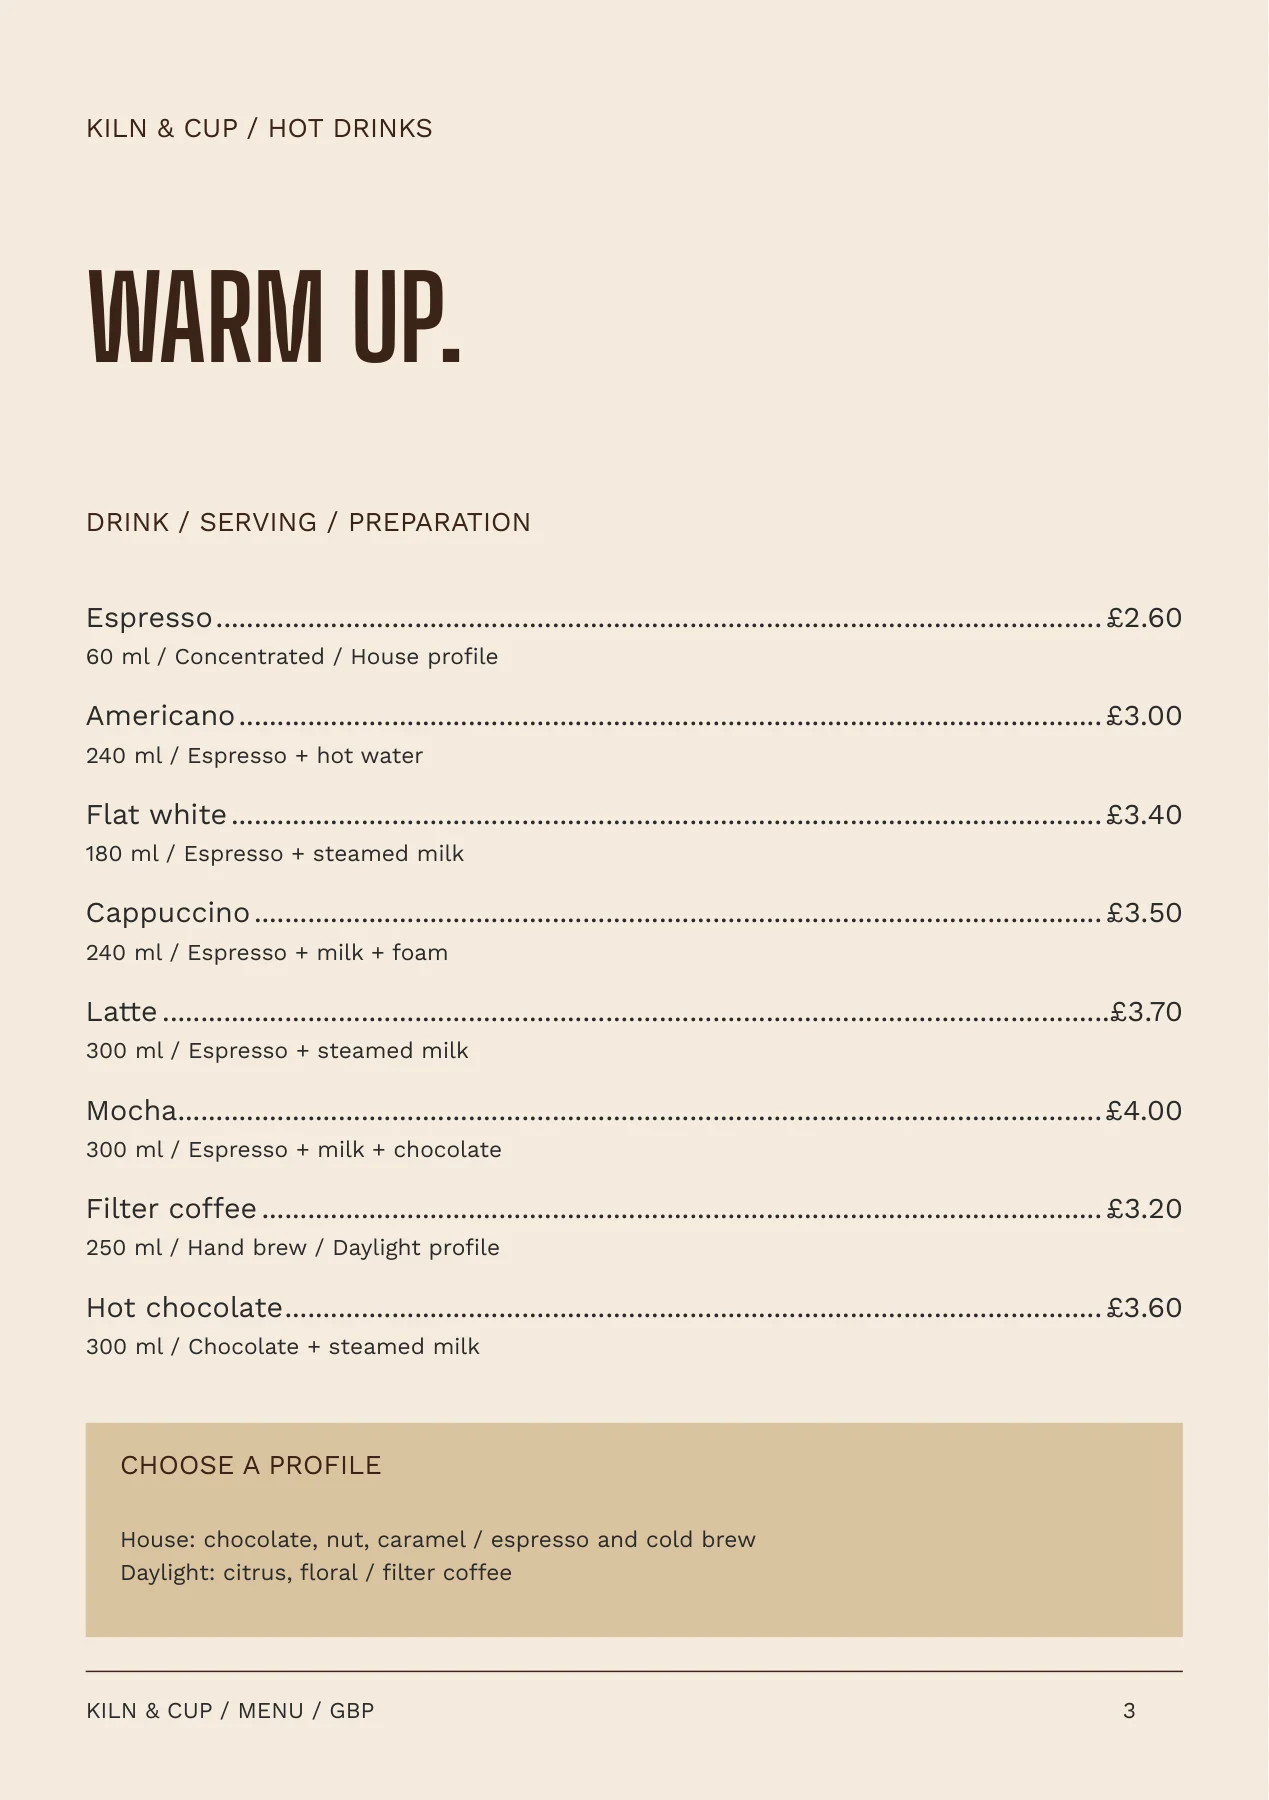 KILN & CUP / HOT DRINKS
WARM UP.
DRINK / SERVING / PREPARATION
Espresso........................................................................................................................£2.60
60 ml / Concentrated / House profile
Americano........................................................................................................................£3.00
240 ml / Espresso + hot water
Flat white........................................................................................................................£3.40
180 ml / Espresso + steamed milk
Cappuccino........................................................................................................................£3.50
240 ml / Espresso + milk + foam
Latte........................................................................................................................£3.70
300 ml / Espresso + steamed milk
Mocha........................................................................................................................£4.00
300 ml / Espresso + milk + chocolate
Filter coffee........................................................................................................................£3.20
250 ml / Hand brew / Daylight profile
Hot chocolate........................................................................................................................£3.60
300 ml / Chocolate + steamed milk
CHOOSE A PROFILE
House: chocolate, nut, caramel / espresso and cold brew
Daylight: citrus, floral / filter coffee
KILN & CUP / MENU / GBP 3